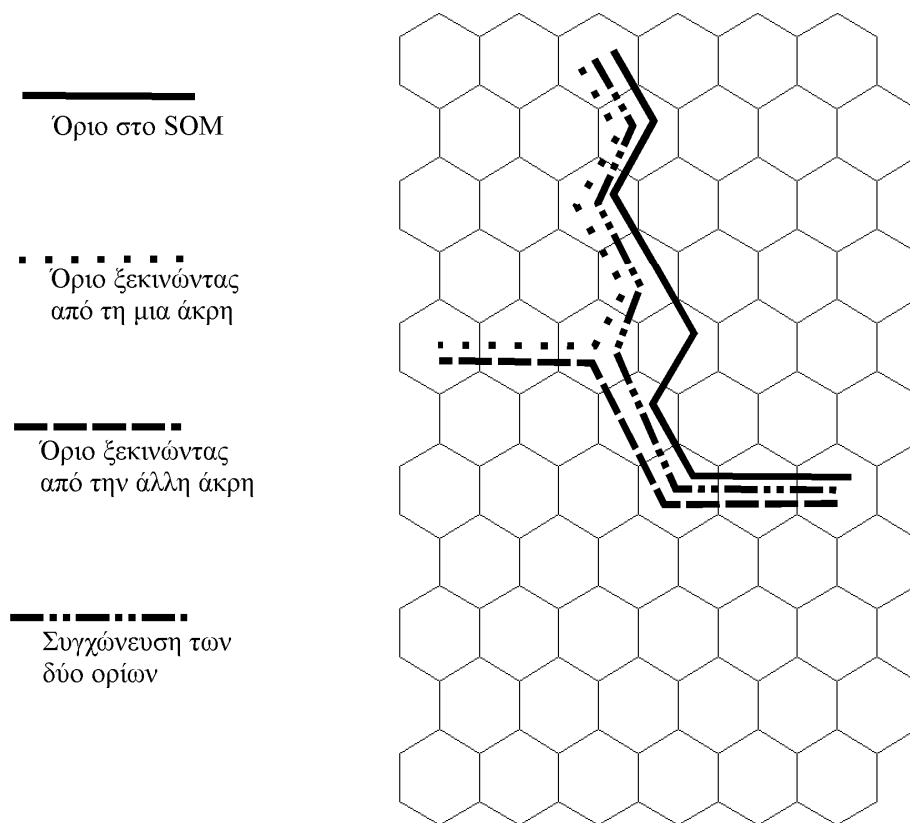 Όριο στο SOM
Όριο ξεκινώντας
από τη μια άκρη
Όριο ξεκινώντας
από την άλλη άκρη
Συγχώνευση των
δύο ορίων